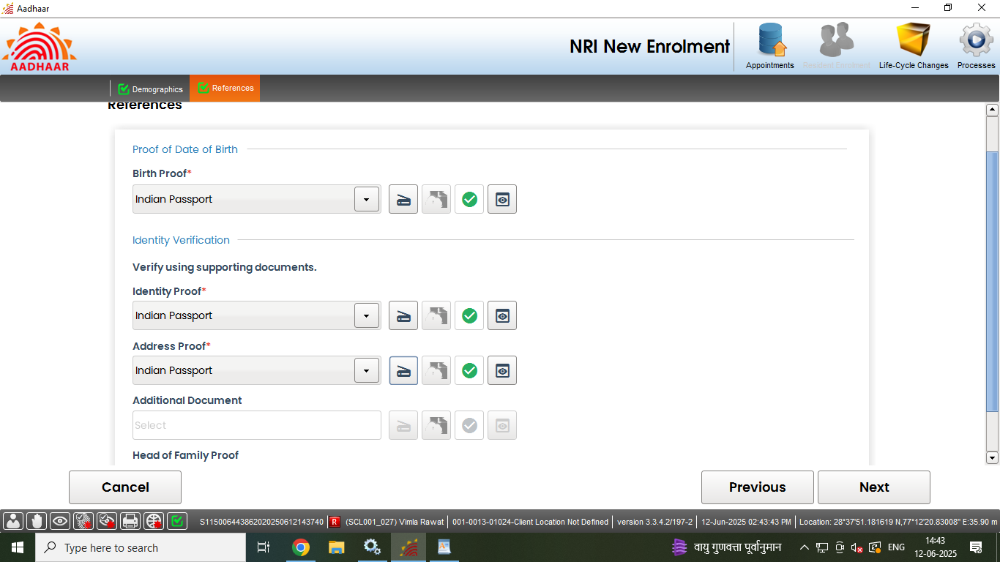 Aadhaar
AADHAAR
NRI New Enrolment
Appointments
Resident Enrolment
Life-Cycle Changes
Processes
Demographics
References
References
Proof of Date of Birth
Birth Proof*
Indian Passport
Identity Verification
Verify using supporting documents.
Identity Proof*
Indian Passport
Address Proof*
Indian Passport
Additional Document
Select
Head of Family Proof
Cancel
Previous
Next
S115006443862020250612143740 R (SCL001_027) Vimla Rawat 001-0013-01024-Client Location Not Defined version 3.3.4.2/197-2 12-Jun-2025 02:43:43 PM Location: 28°37'51.181619 N,77°12'20.83008" E:35.90 m
Type here to search
वायु गुणवत्ता पूर्वानुमान
ENG
14:43
12-06-2025